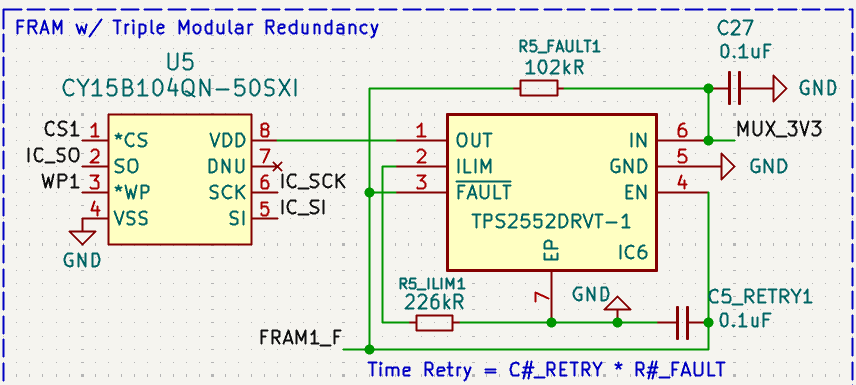 FRAM w/ Triple Modular Redundancy
U5
CY15B104QN-50SXI
CS1 1 *CS VDD 8
IC_SO 2 SO DNU 7
WP1 3 *WP SCK 6 IC_SCK
4 VSS SI 5 IC_SI
GND
R5_FAULT1
102kR
C27
0.1uF
GND
1 OUT IN 6 MUX_3V3
2 ILIM GND 5 GND
3 FAULT EN 4
TPS2552DRVT-1
EP IC6
7
R5_ILIM1
226kR
GND
C5_RETRY1
0.1uF
FRAM1_F
Time Retry = C#_RETRY * R#_FAULT